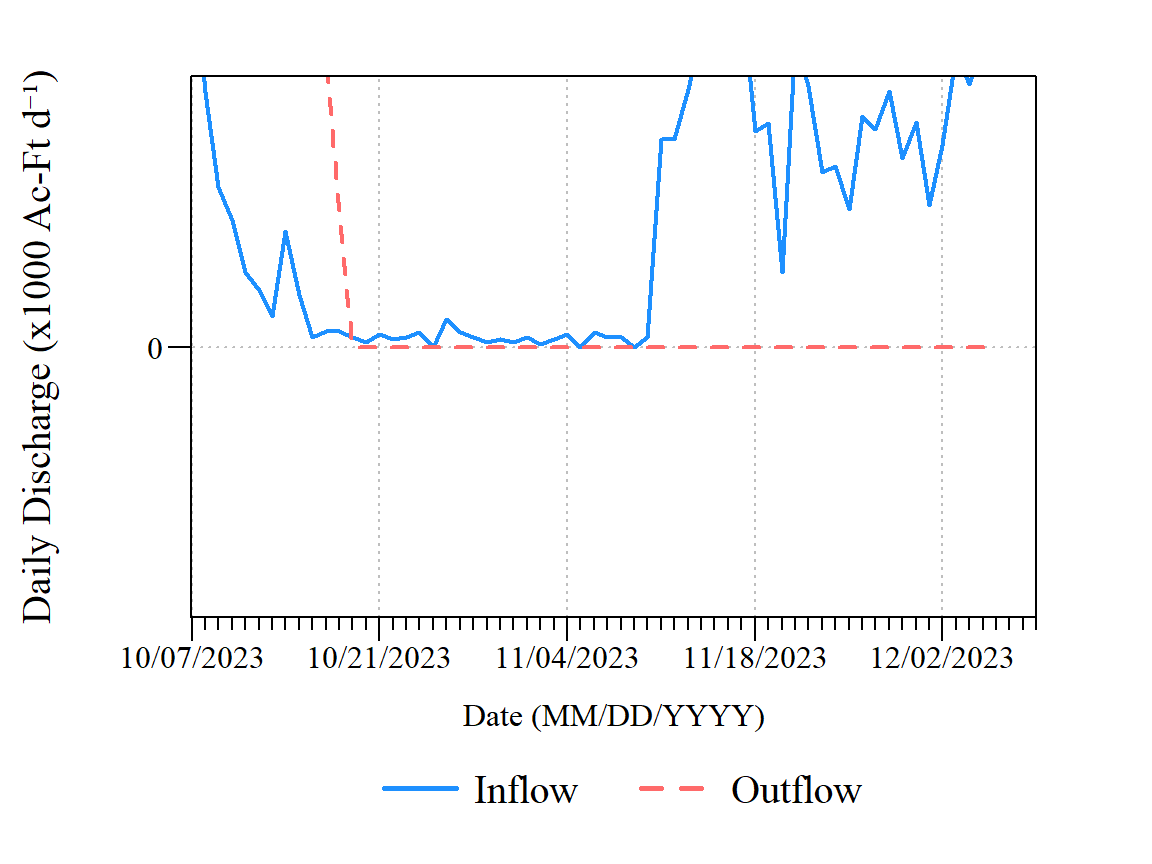 Daily Discharge (x1000 Ac-Ft d⁻¹)
0
10/07/2023 10/21/2023 11/04/2023 11/18/2023 12/02/2023
Date (MM/DD/YYYY)
Inflow Outflow